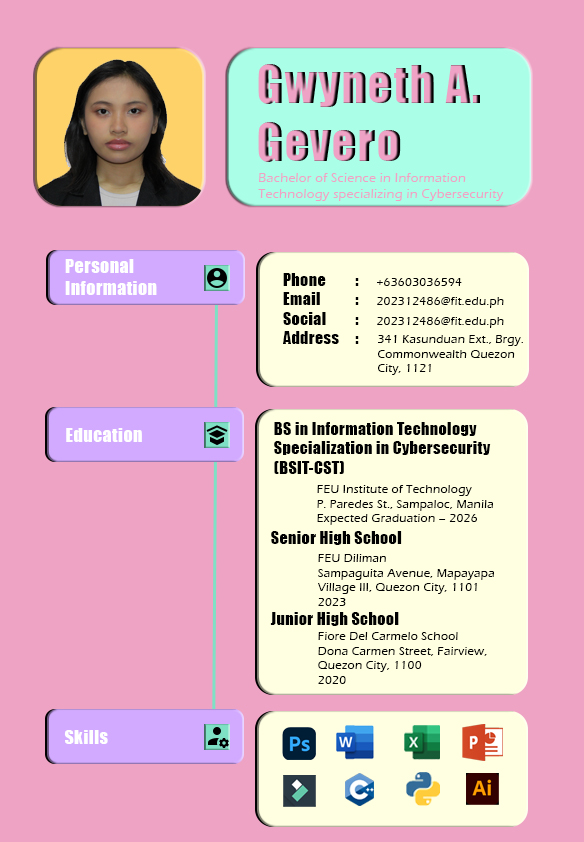 Gwyneth A.
Gevero
Bachelor of Science in Information
Technology specializing in Cybersecurity
Personal
Information
Phone : +63603036594
Email : 202312486@fit.edu.ph
Social : 202312486@fit.edu.ph
Address : 341 Kasunduan Ext., Brgy.
Commonwealth Quezon
City, 1121
Education
BS in Information Technology
Specialization in Cybersecurity
(BSIT-CST)
FEU Institute of Technology
P. Paredes St., Sampaloc, Manila
Expected Graduation – 2026
Senior High School
FEU Diliman
Sampaguita Avenue, Mapayapa
Village III, Quezon City, 1101
2023
Junior High School
Fiore Del Carmelo School
Dona Carmen Street, Fairview,
Quezon City, 1100
2020
Skills
Ps W X P
C++ Ai